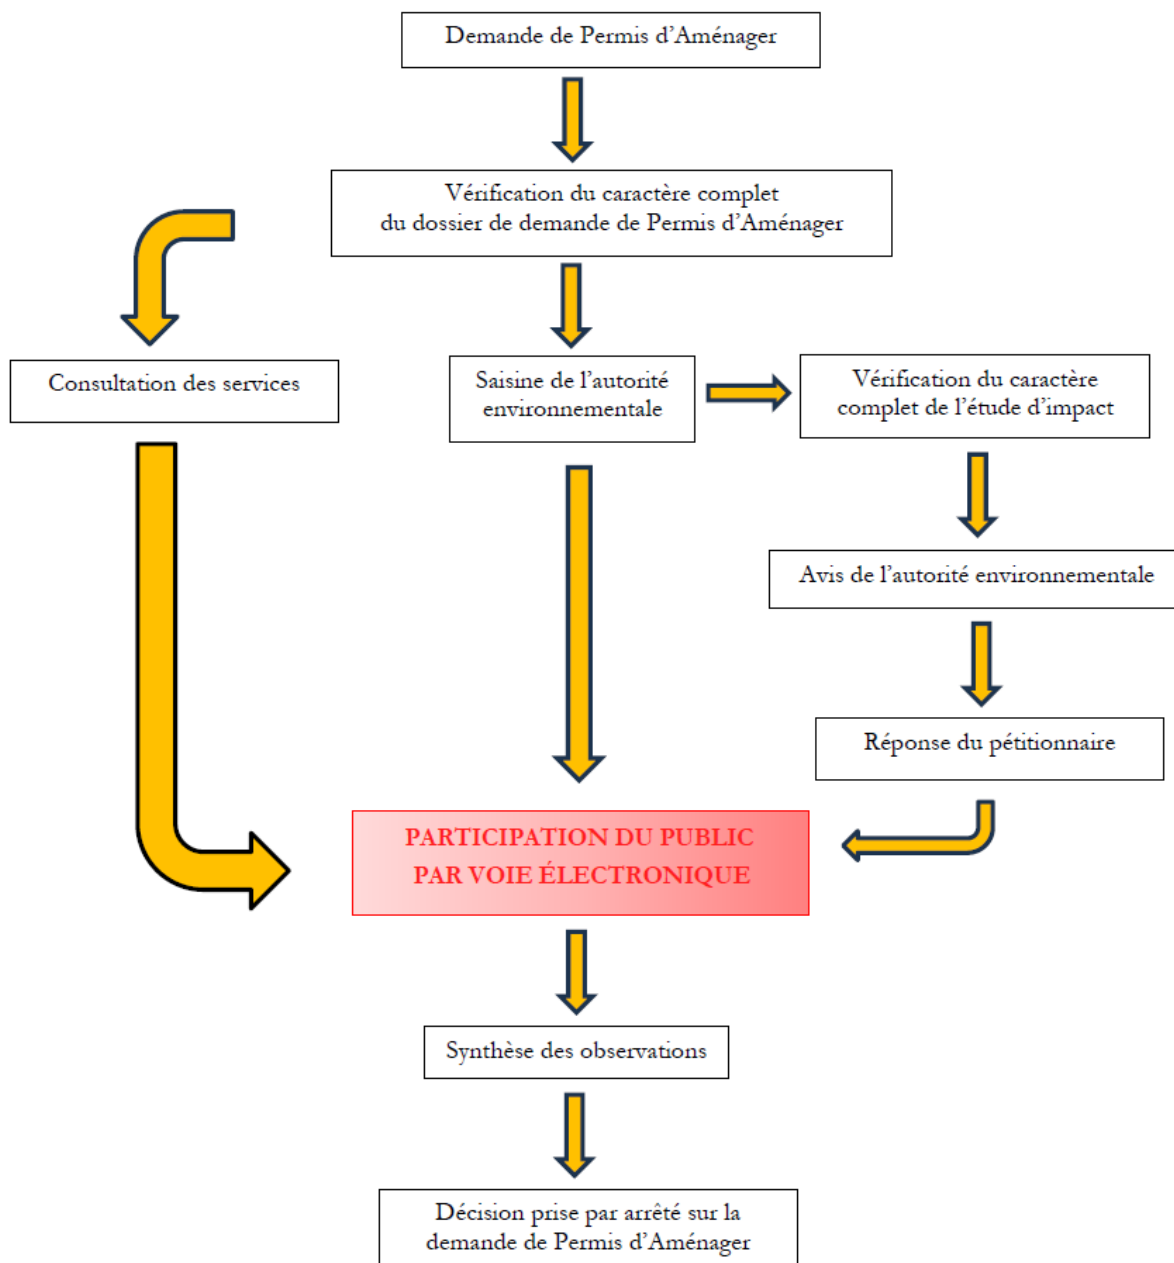 Demande de Permis d’Aménager
Vérification du caractère complet
du dossier de demande de Permis d’Aménager
Consultation des services
Saisine de l’autorité
environnementale
Vérification du caractère
complet de l’étude d’impact
Avis de l’autorité environnementale
Réponse du pétitionnaire
PARTICIPATION DU PUBLIC
PAR VOIE ÉLECTRONIQUE
Synthèse des observations
Décision prise par arrêté sur la
demande de Permis d’Aménager